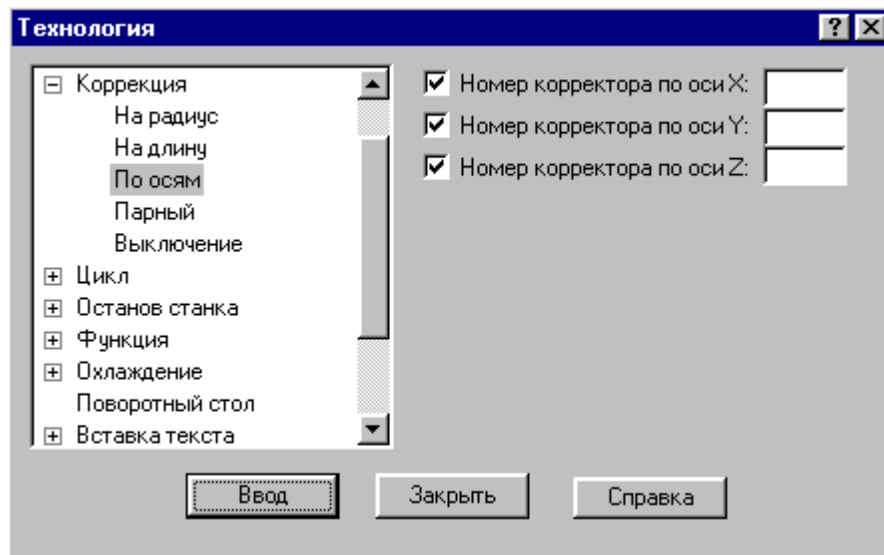 Технология
Коррекция
На радиус
На длину
По осям
Парный
Выключение
Цикл
Останов станка
Функция
Охлаждение
Поворотный стол
Вставка текста
Номер корректора по оси X:
Номер корректора по оси Y:
Номер корректора по оси Z:
Ввод Закрыть Справка